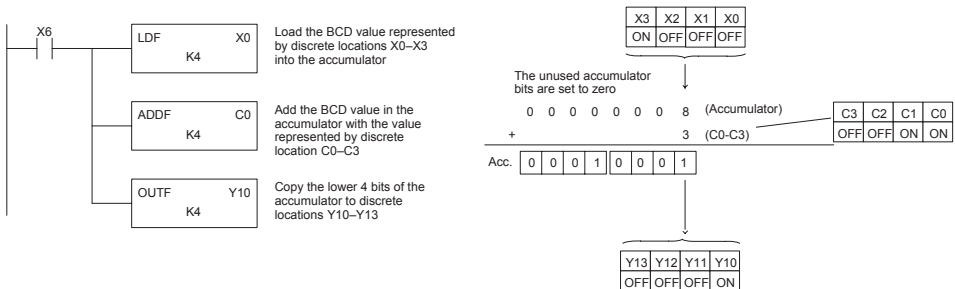 X6
LDF X0
K4
Load the BCD value represented
by discrete locations X0–X3
into the accumulator
ADDF C0
K4
Add the BCD value in the
accumulator with the value
represented by discrete
location C0–C3
OUTF Y10
K4
Copy the lower 4 bits of the
accumulator to discrete
locations Y10–Y13
X3 X2 X1 X0
ON OFF OFF OFF
The unused accumulator
bits are set to zero
0 0 0 0 0 0 0 8 (Accumulator)
+ 3 (C0-C3)
C3 C2 C1 C0
OFF OFF ON ON
Acc. 0 0 0 1 0 0 0 1
Y13 Y12 Y11 Y10
OFF OFF OFF ON